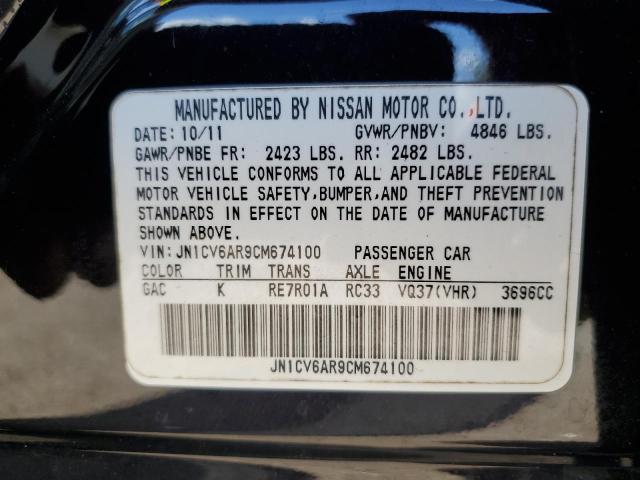 MANUFACTURED BY NISSAN MOTOR CO.,LTD.
DATE: 10/11 GVWR/PNBV: 4846 LBS.
GAWR/PNBE FR: 2423 LBS. RR: 2482 LBS.
THIS VEHICLE CONFORMS TO ALL APPLICABLE FEDERAL
MOTOR VEHICLE SAFETY,BUMPER,AND THEFT PREVENTION
STANDARDS IN EFFECT ON THE DATE OF MANUFACTURE
SHOWN ABOVE.
VIN:JN1CV6AR9CM674100 PASSENGER CAR
COLOR TRIM TRANS AXLE ENGINE
GAC K RE7R01A RC33 VQ37(VHR) 3696CC
JN1CV6AR9CM674100